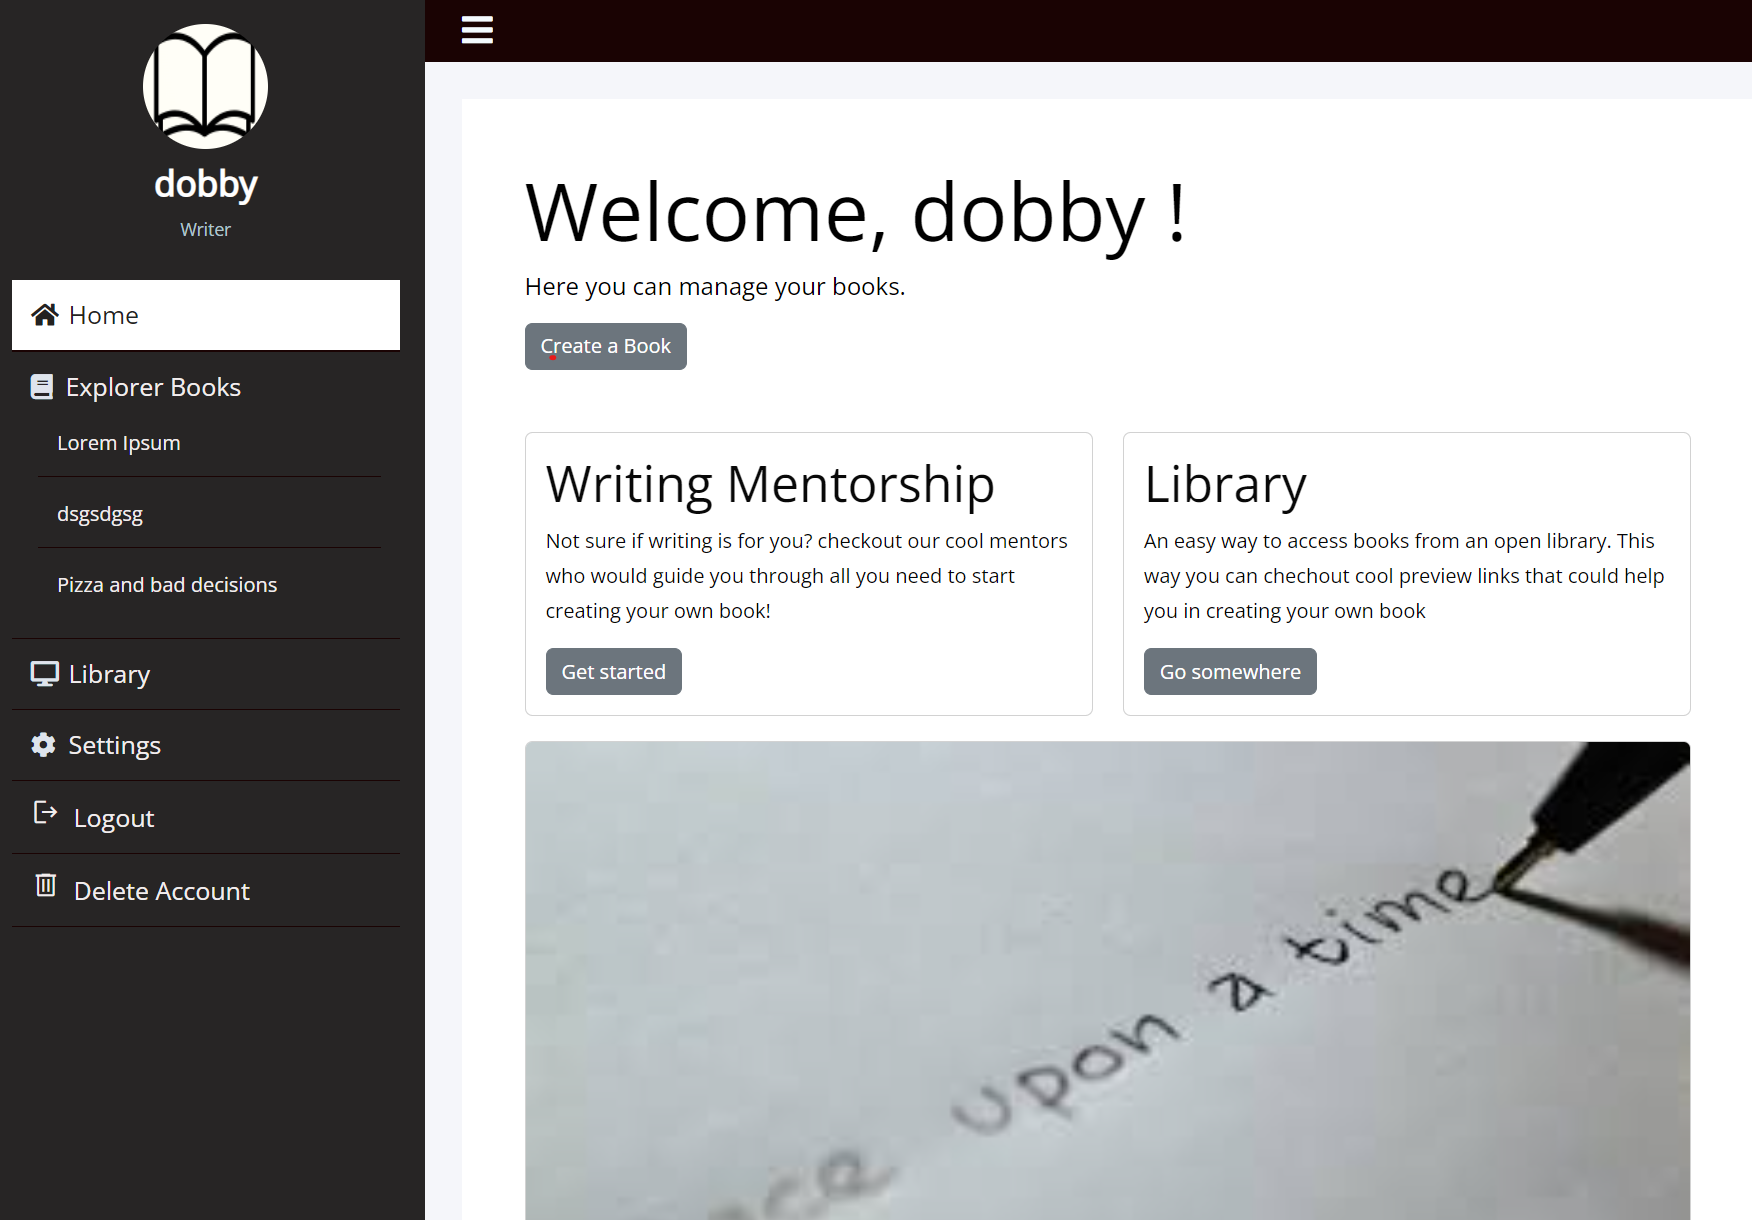 dobby
Writer
Home
Explorer Books
Lorem Ipsum
dsgsdgsg
Pizza and bad decisions
Library
Settings
Logout
Delete Account
Welcome, dobby !
Here you can manage your books.
Create a Book
Writing Mentorship
Not sure if writing is for you? checkout our cool mentors
who would guide you through all you need to start
creating your own book!
Get started
Library
An easy way to access books from an open library. This
way you can chechout cool preview links that could help
you in creating your own book
Go somewhere
upon a time